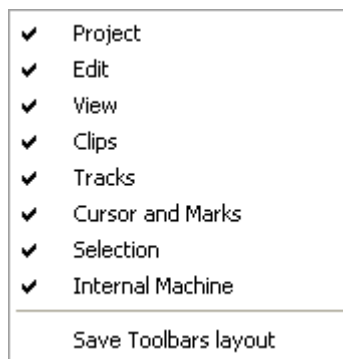 Project
Edit
View
Clips
Tracks
Cursor and Marks
Selection
Internal Machine
Save Toolbars layout